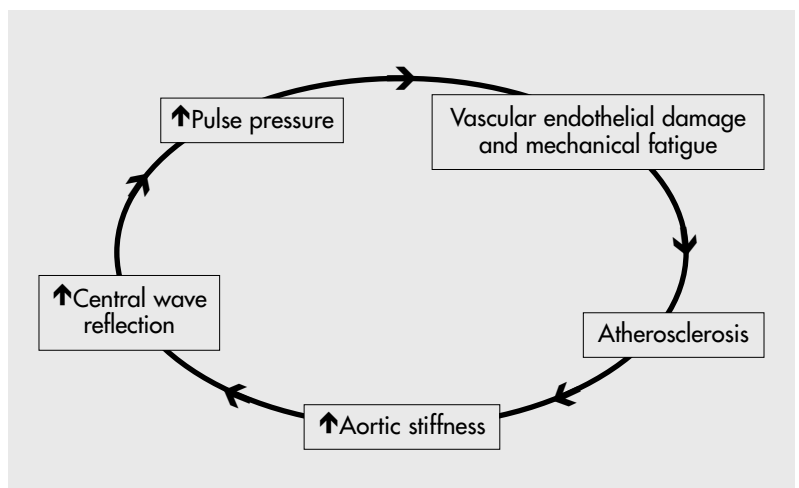 ↑Pulse pressure
Vascular endothelial damage
and mechanical fatigue
↑Central wave
reflection
Atherosclerosis
↑Aortic stiffness